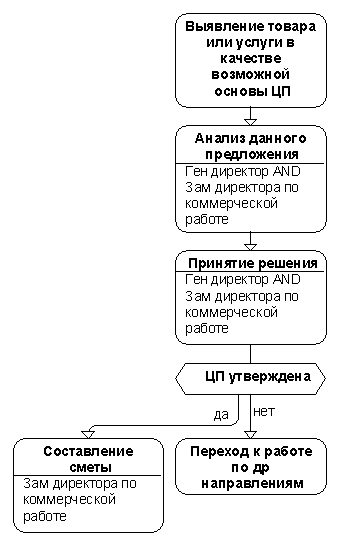 Выявление товара
или услуги в
качестве
возможной
основы ЦП
Анализ данного
предложения
Ген директор AND
Зам директора по
коммерческой
работе
Принятие решения
Ген директор AND
Зам директора по
коммерческой
работе
ЦП утверждена
да
нет
Составление
сметы
Зам директора по
коммерческой
работе
Переход к работе
по др
направлениям